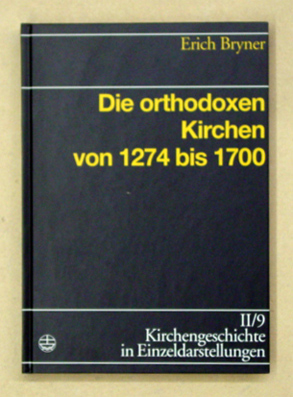 Erich Bryner
Die orthodoxen
Kirchen
von 1274 bis 1700
II/9
Kirchengeschichte
in Einzeldarstellungen